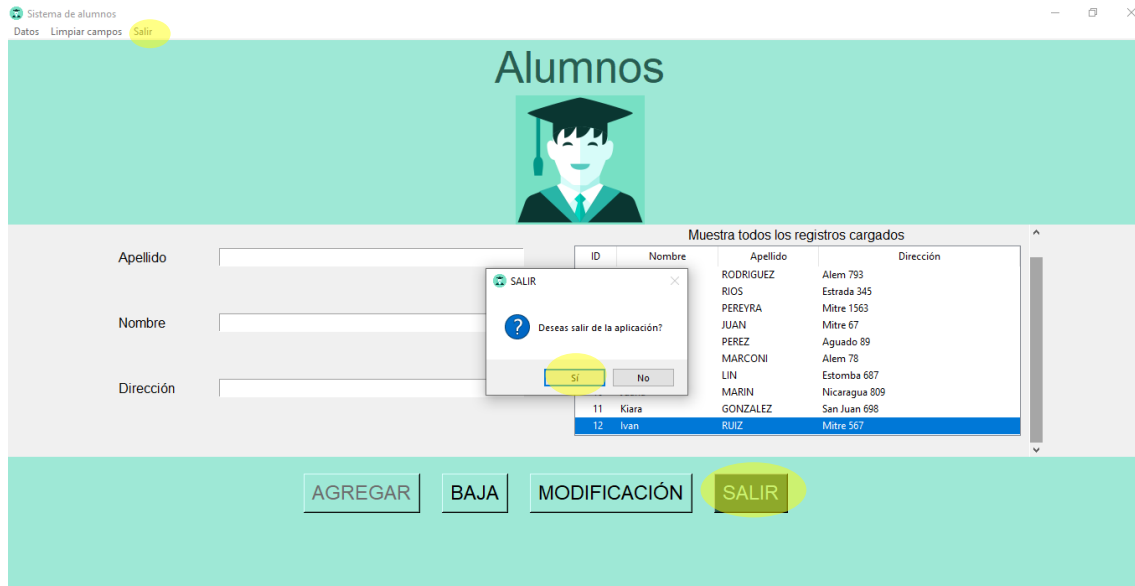 Sistema de alumnos
Datos Limpiar campos Salir
Alumnos
Muestra todos los registros cargados
Apellido
Nombre
Dirección
ID Nombre Apellido Dirección
RODRIGUEZ Alem 793
RIOS Estrada 345
PEREYRA Mitre 1563
JUAN Mitre 67
PEREZ Aguado 89
MARCONI Alem 78
LIN Estomba 687
MARIN Nicaragua 809
11 Kiara GONZALEZ San Juan 698
12 Ivan RUIZ Mitre 567
SALIR
Deseas salir de la aplicación?
Sí No
AGREGAR BAJA MODIFICACIÓN SALIR